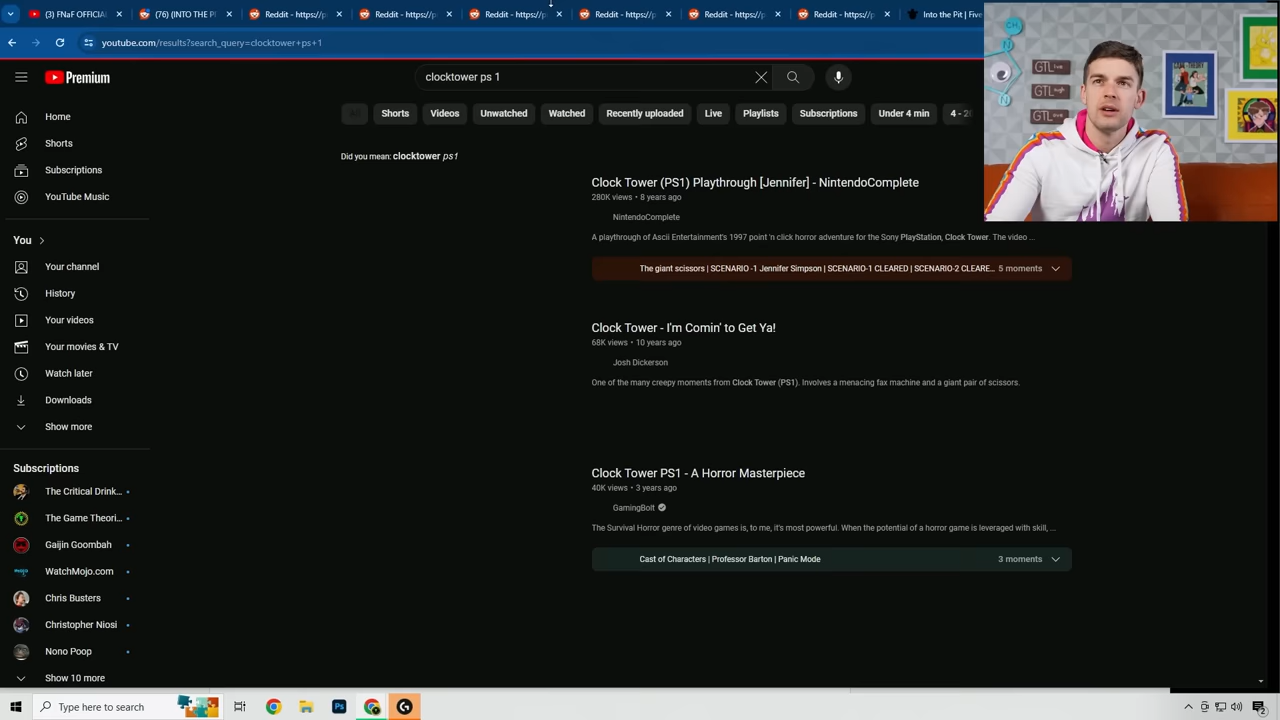 (3) FNaF OFFICIAL
(76) (INTO THE P
Reddit - https://
Reddit - https://
Reddit - https://w
Reddit - https://p
Reddit - https://p
Reddit - https://p
Into the Pit | Five
youtube.com/results?search_query=clocktower+ps+1
Premium
clocktower ps 1
Shorts
Videos
Unwatched
Watched
Recently uploaded
Live
Playlists
Subscriptions
Under 4 min
4 - 20
Did you mean: clocktower ps1
Home
Shorts
Subscriptions
YouTube Music
You
Your channel
History
Your videos
Your movies & TV
Watch later
Downloads
Show more
Subscriptions
The Critical Drink...
The Game Theori...
Gaijin Goombah
WatchMojo.com
Chris Busters
Christopher Niosi
Nono Poop
Show 10 more
Clock Tower (PS1) Playthrough [Jennifer] - NintendoComplete
280K views • 8 years ago
NintendoComplete
A playthrough of Ascii Entertainment's 1997 point 'n click horror adventure for the Sony PlayStation, Clock Tower. The video ...
The giant scissors | SCENARIO -1 Jennifer Simpson | SCENARIO-1 CLEARED | SCENARIO-2 CLEARE... 5 moments
Clock Tower - I'm Comin' to Get Ya!
68K views • 10 years ago
Josh Dickerson
One of the many creepy moments from Clock Tower (PS1). Involves a menacing fax machine and a giant pair of scissors.
Clock Tower PS1 - A Horror Masterpiece
40K views • 3 years ago
GamingBolt
The Survival Horror genre of video games is, to me, it's most powerful. When the potential of a horror game is leveraged with skill, ...
Cast of Characters | Professor Barton | Panic Mode 3 moments
GTL live
GTL
GTL
Type here to search
2